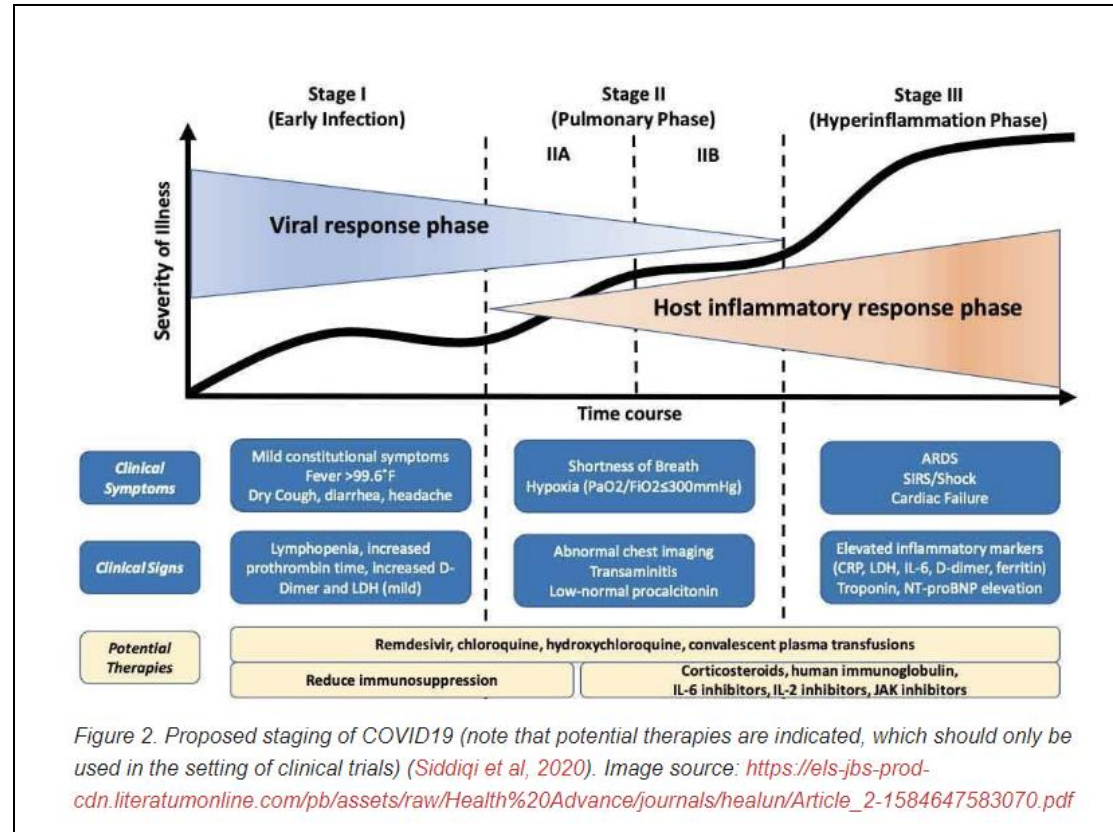 Stage I
(Early Infection)
Stage II
(Pulmonary Phase)
Stage III
(Hyperinflammation Phase)
IIA
IIB
Severity of Illness
Viral response phase
Host inflammatory response phase
Time course
Clinical
Symptoms
Mild constitutional symptoms
Fever >99.6°F
Dry Cough, diarrhea, headache
Shortness of Breath
Hypoxia (PaO2/FiO2≤300mmHg)
ARDS
SIRS/Shock
Cardiac Failure
Clinical Signs
Lymphopenia, increased
prothrombin time, increased D-
Dimer and LDH (mild)
Abnormal chest imaging
Transaminitis
Low-normal procalcitonin
Elevated inflammatory markers
(CRP, LDH, IL-6, D-dimer, ferritin)
Troponin, NT-proBNP elevation
Potential
Therapies
Remdesivir, chloroquine, hydroxychloroquine, convalescent plasma transfusions
Reduce immunosuppression
Corticosteroids, human immunoglobulin,
IL-6 inhibitors, IL-2 inhibitors, JAK inhibitors
Figure 2. Proposed staging of COVID19 (note that potential therapies are indicated, which should only be
used in the setting of clinical trials) (Siddiqi et al, 2020). Image source: https://els-jbs-prod-
cdn.literatumonline.com/pb/assets/raw/Health%20Advance/journals/healun/Article_2-1584647583070.pdf